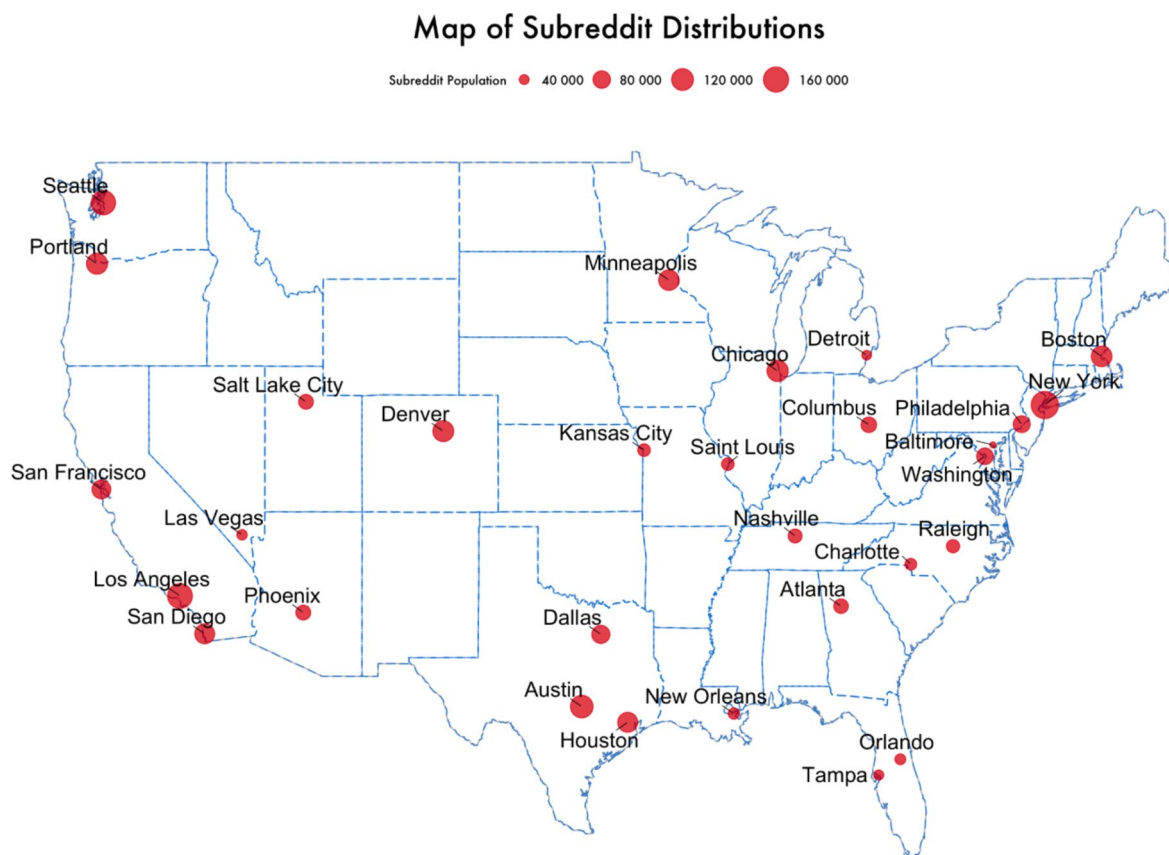 Map of Subreddit Distributions
Subreddit Population 40 000 80 000 120 000 160 000
Seattle
Portland
Minneapolis
Detroit
Boston
Chicago
New York
Salt Lake City
Denver
Columbus
Philadelphia
Kansas City
Baltimore
Saint Louis
San Francisco
Washington
Las Vegas
Nashville
Raleigh
Charlotte
Los Angeles
Phoenix
Atlanta
San Diego
Dallas
Austin
New Orleans
Houston
Orlando
Tampa